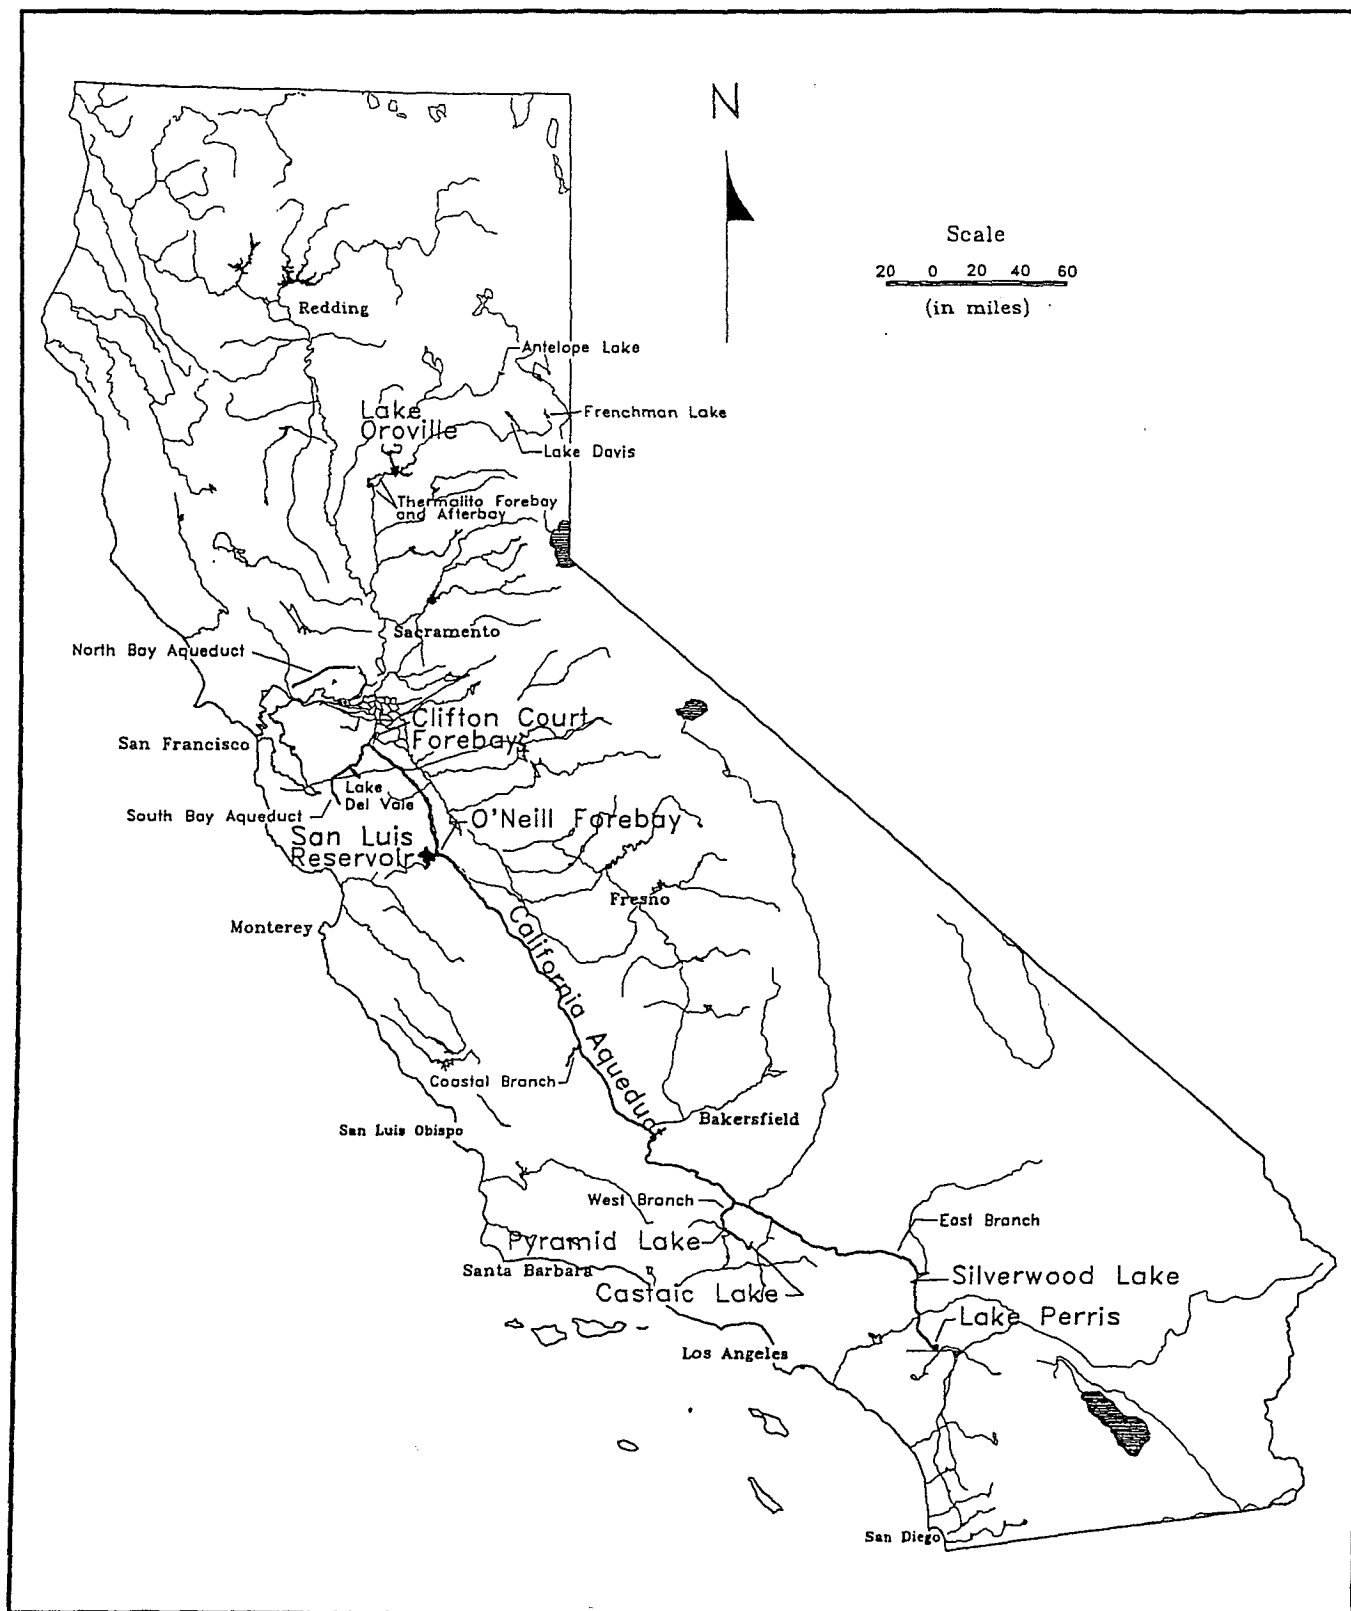 N
Scale
20 0 20 40 60
(in miles)
Redding
Antelope Lake
Lake
Oroville
Frenchman Lake
Lake Davis
Thermalito Forebay
and Afterbay
Sacramento
North Bay Aqueduct
Clifton Court
Forebay
San Francisco
Lake
Del Vale
South Bay Aqueduct
O'Neill Forebay
San Luis
Reservoir
Fresno
Monterey
California Aqueduct
Coastal Branch
Bakersfield
San Luis Obispo
West Branch
East Branch
Pyramid Lake
Santa Barbara
Silverwood Lake
Castaic Lake
Lake Perris
Los Angeles
San Diego